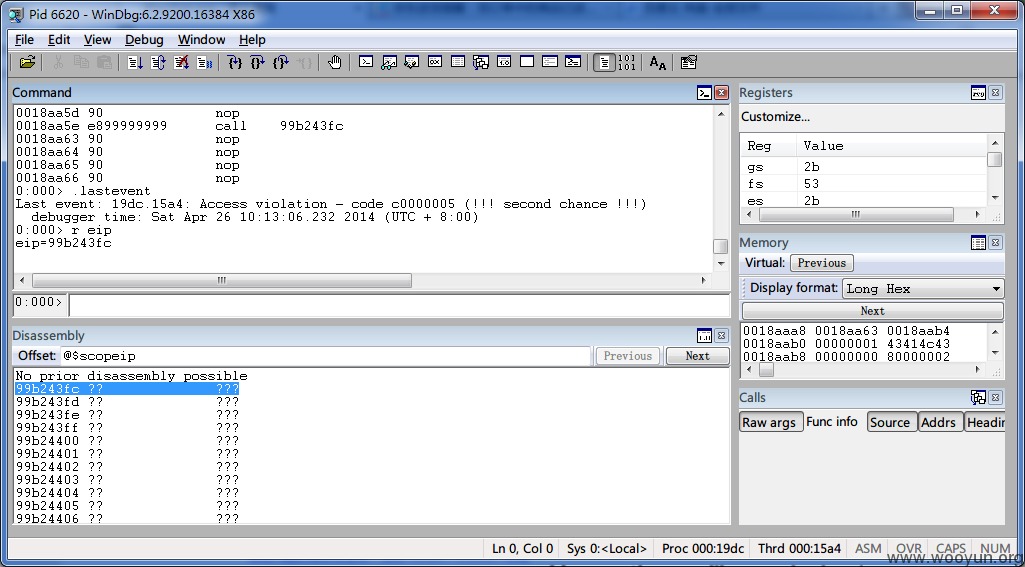 Pid 6620 - WinDbg:6.2.9200.16384 X86
File Edit View Debug Window Help
Command
0018aa5d 90 nop
0018aa5e e899999999 call 99b243fc
0018aa63 90 nop
0018aa64 90 nop
0018aa65 90 nop
0018aa66 90 nop
0:000> .lastevent
Last event: 19dc.15a4: Access violation - code c0000005 (!!! second chance !!!)
debugger time: Sat Apr 26 10:13:06.232 2014 (UTC + 8:00)
0:000> r eip
eip=99b243fc
0:000>
Disassembly
Offset: @$scopeip
Previous Next
No prior disassembly possible
99b243fc ?? ???
99b243fd ?? ???
99b243fe ?? ???
99b243ff ?? ???
99b24400 ?? ???
99b24401 ?? ???
99b24402 ?? ???
99b24403 ?? ???
99b24404 ?? ???
99b24405 ?? ???
99b24406 ?? ???
Registers
Customize...
Reg Value
gs 2b
fs 53
es 2b
Memory
Virtual: Previous
Display format: Long Hex
Next
0018aaa8 0018aa63 0018aab4
0018aab0 00000001 43414c43
0018aab8 00000000 80000002
Calls
Raw args Func info Source Addrs Headin
Ln 0, Col 0 Sys 0:<Local> Proc 000:19dc Thrd 000:15a4 ASM OVR CAPS NUM
www.wooyun.org